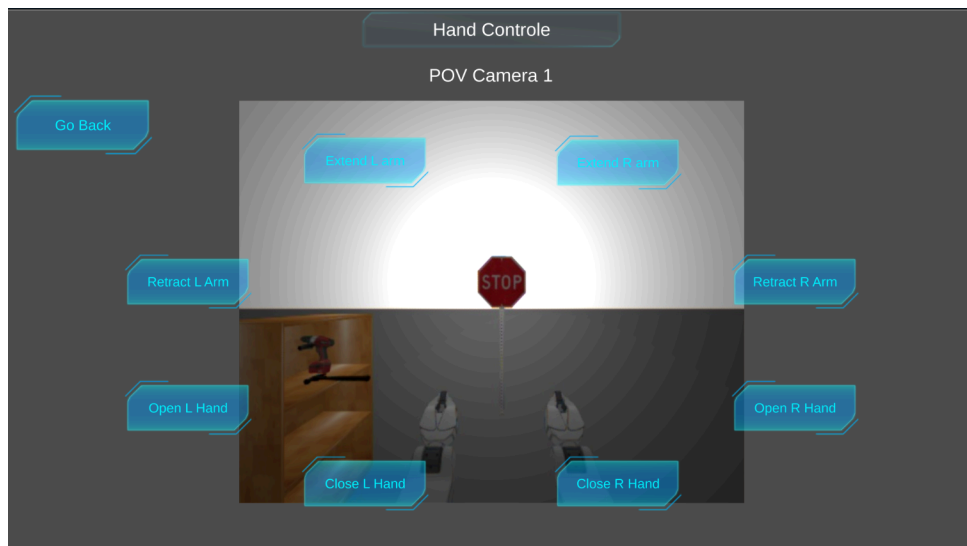 Hand Controle
POV Camera 1
Go Back
Extend L arm
Extend R arm
Retract L Arm
STOP
Retract R Arm
Open L Hand
Open R Hand
Close L Hand
Close R Hand